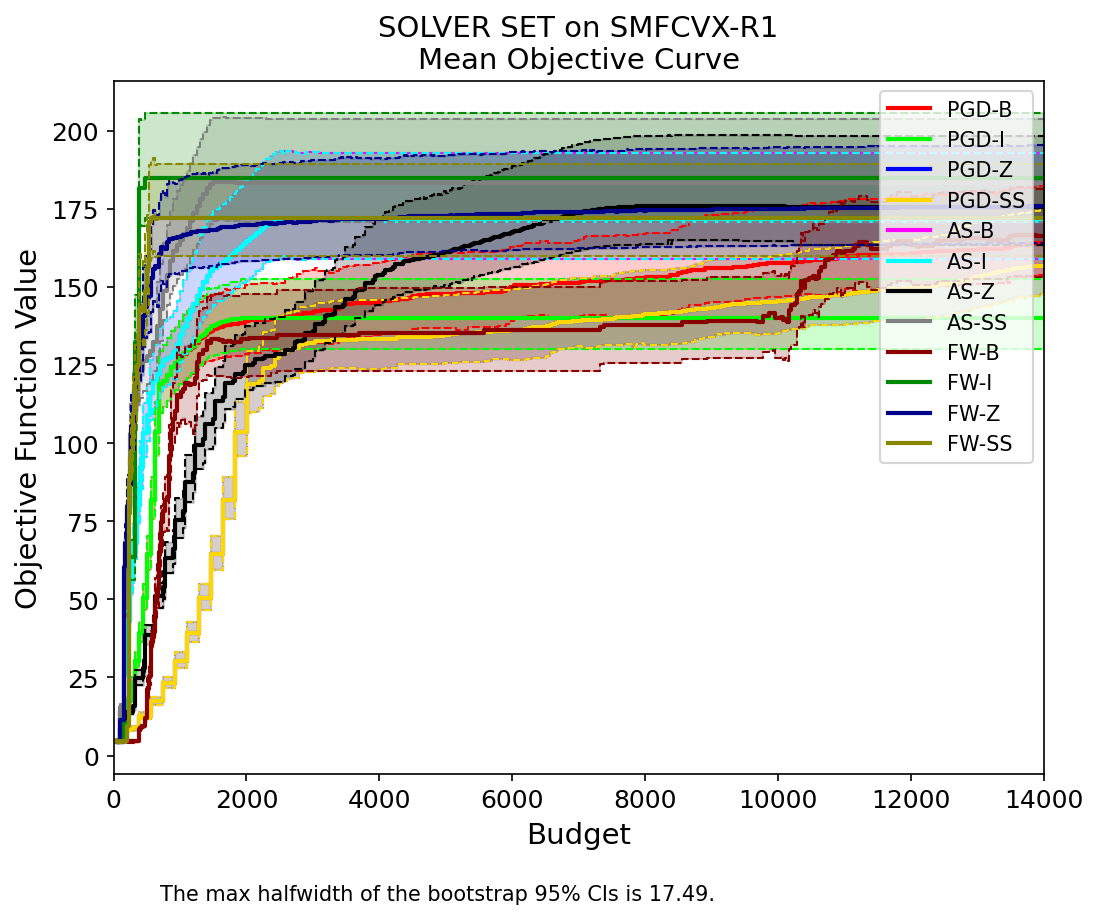 SOLVER SET on SMFCVX-R1
Mean Objective Curve
Objective Function Value
200
175
150
125
100
75
50
25
0
0 2000 4000 6000 8000 10000 12000 14000
Budget
PGD-B
PGD-I
PGD-Z
PGD-SS
AS-B
AS-I
AS-Z
AS-SS
FW-B
FW-I
FW-Z
FW-SS
The max halfwidth of the bootstrap 95% CIs is 17.49.